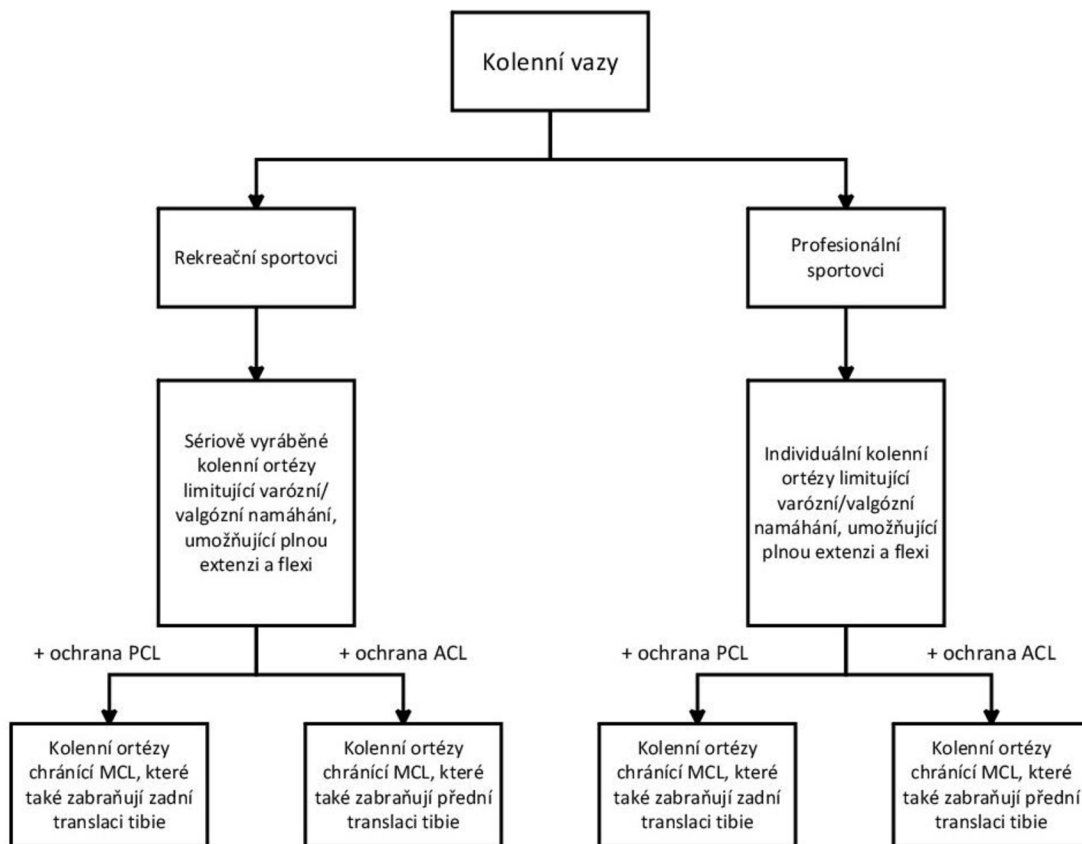 Kolenní vazy
Rekreační sportovci
Profesionální
sportovci
Sériově vyráběné
kolenní ortézy
limitující varózní/
valgózní namáhání,
umožňující plnou
extenzi a flexi
Individuální kolenní
ortézy limitující
varózní/valgózní
namáhání, umožňující
plnou extenzi a flexi
+ ochrana PCL
+ ochrana ACL
+ ochrana PCL
+ ochrana ACL
Kolenní ortézy
chránící MCL, které
také zabraňují zadní
translaci tibie
Kolenní ortézy
chránící MCL, které
také zabraňují přední
translaci tibie
Kolenní ortézy
chránící MCL, které
také zabraňují zadní
translaci tibie
Kolenní ortézy
chránící MCL, které
také zabraňují přední
translaci tibie